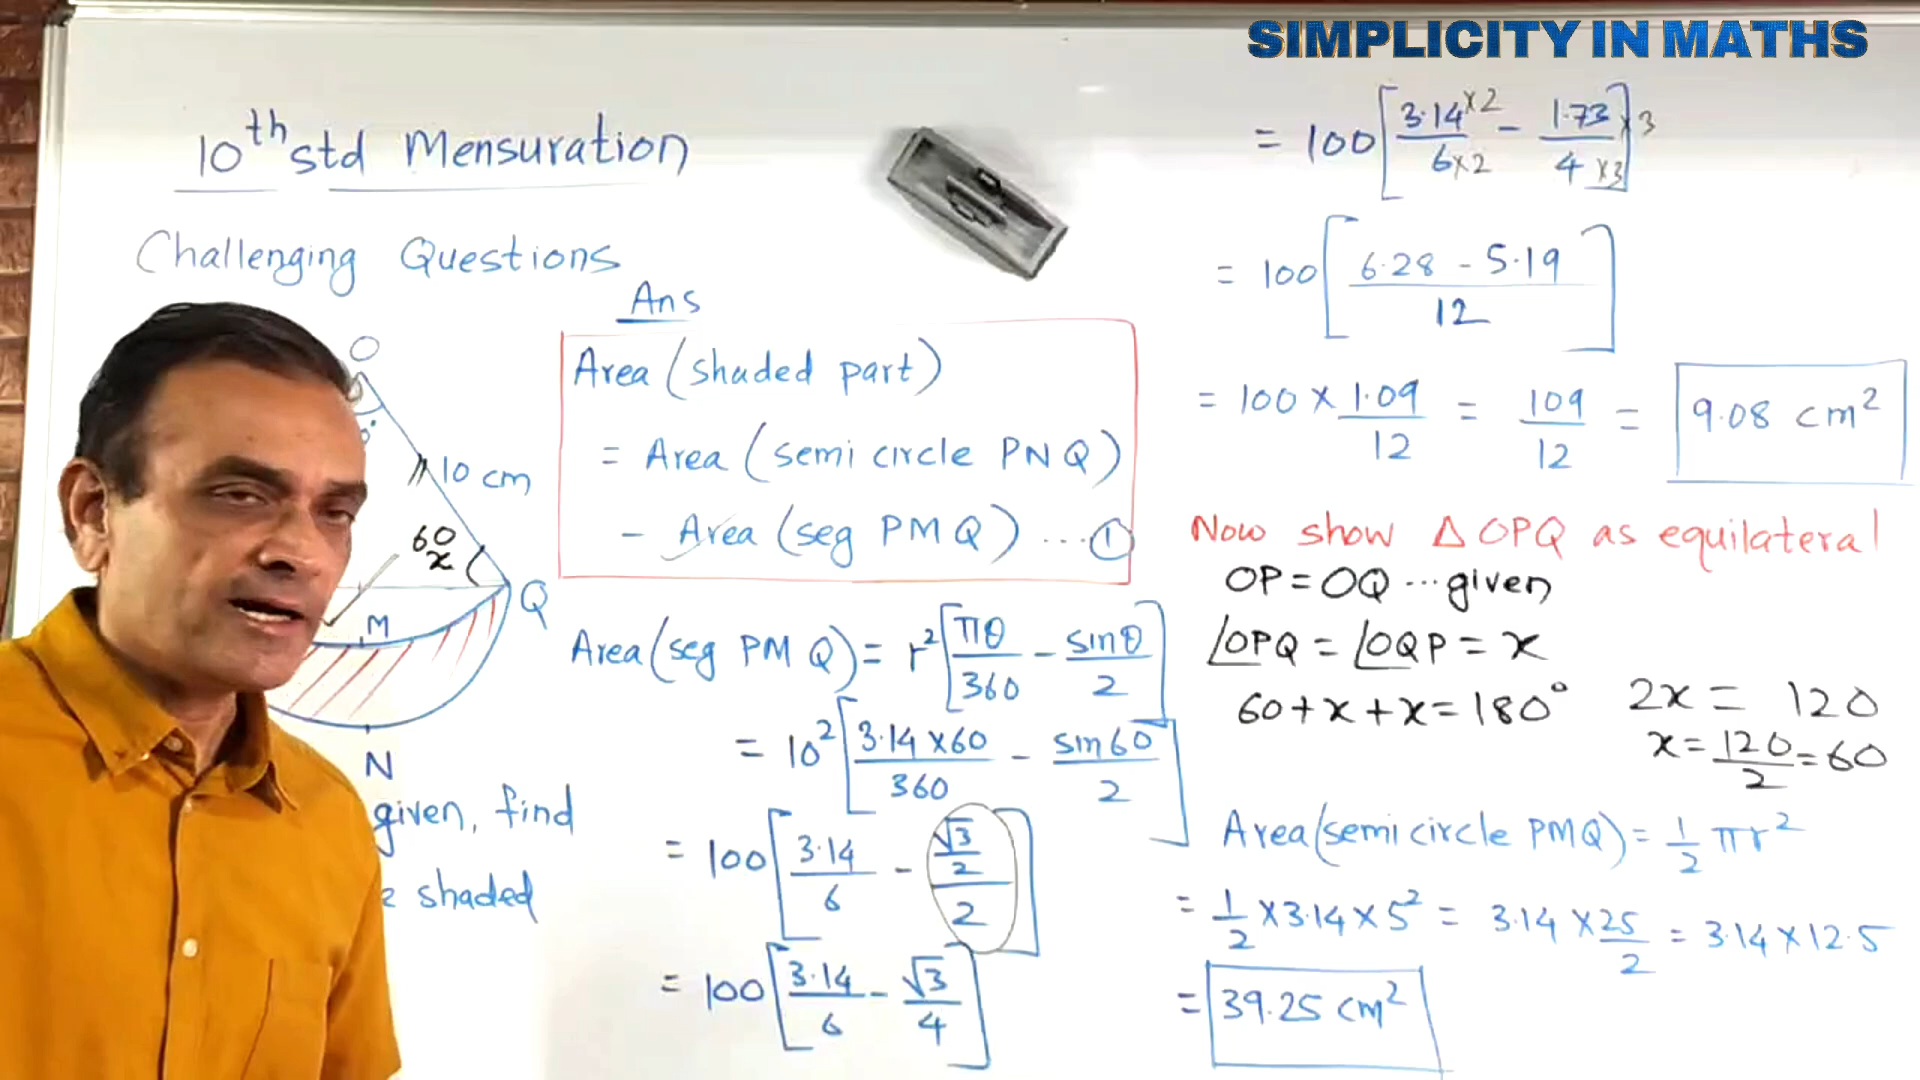 SIMPLICITY IN MATHS
10th std Mensuration
Challenging Questions
O
10 cm
60
x
Q
M
N
given, find
shaded
Ans
Area (shaded part)
= Area (semi circle PNQ)
- Area (seg PMQ) ... ①
Area (seg PMQ) = r² [πθ/360 - sinθ/2]
= 10² [3.14 × 60/360 - sin 60/2]
= 100 [3.14/6 - √3/2/2]
= 100 [3.14/6 - √3/4]
= 100 [3.14 ×2/6 ×2 - 1.73 ×3/4 ×3]
= 100 [6.28 - 5.19/12]
= 100 × 1.09/12 = 109/12 = 9.08 cm²
Now show △ OPQ as equilateral
OP = OQ ... given
∠OPQ = ∠OQP = x
60 + x + x = 180°
2x = 120
x = 120/2 = 60
Area (semi circle PMQ) = 1/2 πr²
= 1/2 × 3.14 × 5² = 3.14 × 25/2 = 3.14 × 12.5
= 39.25 cm²